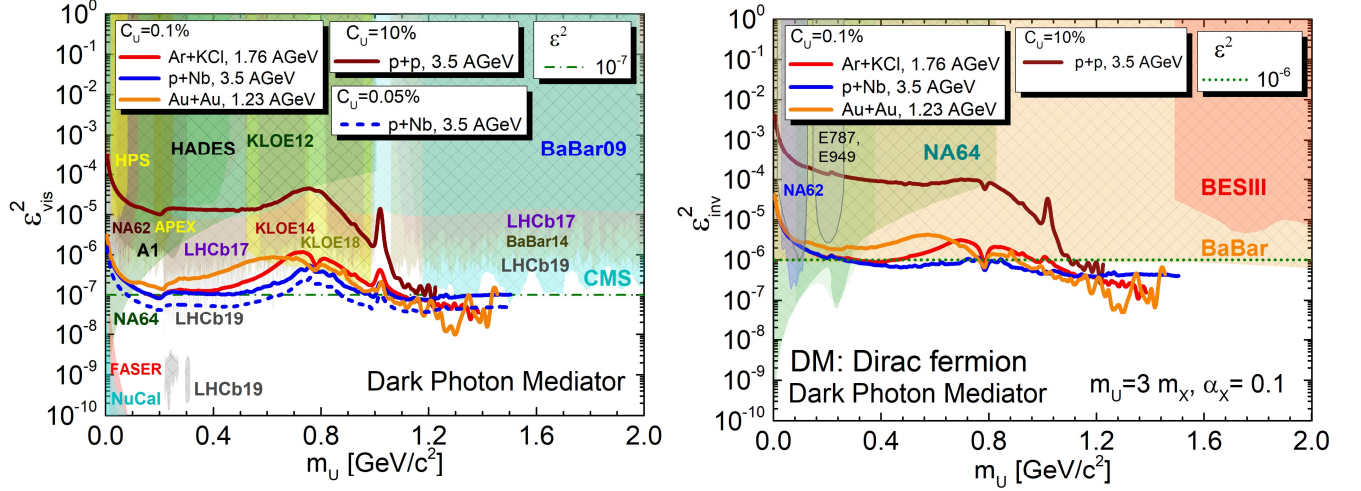 10⁰
10⁻¹
10⁻²
10⁻³
10⁻⁴
10⁻⁵
10⁻⁶
10⁻⁷
10⁻⁸
10⁻⁹
10⁻¹⁰
ε²vis
C_U=0.1%
Ar+KCl, 1.76 AGeV
p+Nb, 3.5 AGeV
Au+Au, 1.23 AGeV
C_U=10%
p+p, 3.5 AGeV
ε²
10⁻⁷
C_U=0.05%
p+Nb, 3.5 AGeV
HPS
HADES
KLOE12
BaBar09
NA62
APEX
KLOE14
KLOE18
LHCb17
BaBar14
LHCb19
A1
LHCb17
CMS
NA64
LHCb19
FASER
LHCb19
NuCal
Dark Photon Mediator
0.0 0.4 0.8 1.2 1.6 2.0
m_U [GeV/c²]
10⁰
10⁻¹
10⁻²
10⁻³
10⁻⁴
10⁻⁵
10⁻⁶
10⁻⁷
10⁻⁸
10⁻⁹
10⁻¹⁰
ε²inv
C_U=0.1%
Ar+KCl, 1.76 AGeV
p+Nb, 3.5 AGeV
Au+Au, 1.23 AGeV
C_U=10%
p+p, 3.5 AGeV
ε²
10⁻⁶
E787,
E949
NA64
NA62
BESIII
BaBar
DM: Dirac fermion
Dark Photon Mediator
m_U=3 m_X, α_X= 0.1
0.0 0.4 0.8 1.2 1.6 2.0
m_U [GeV/c²]